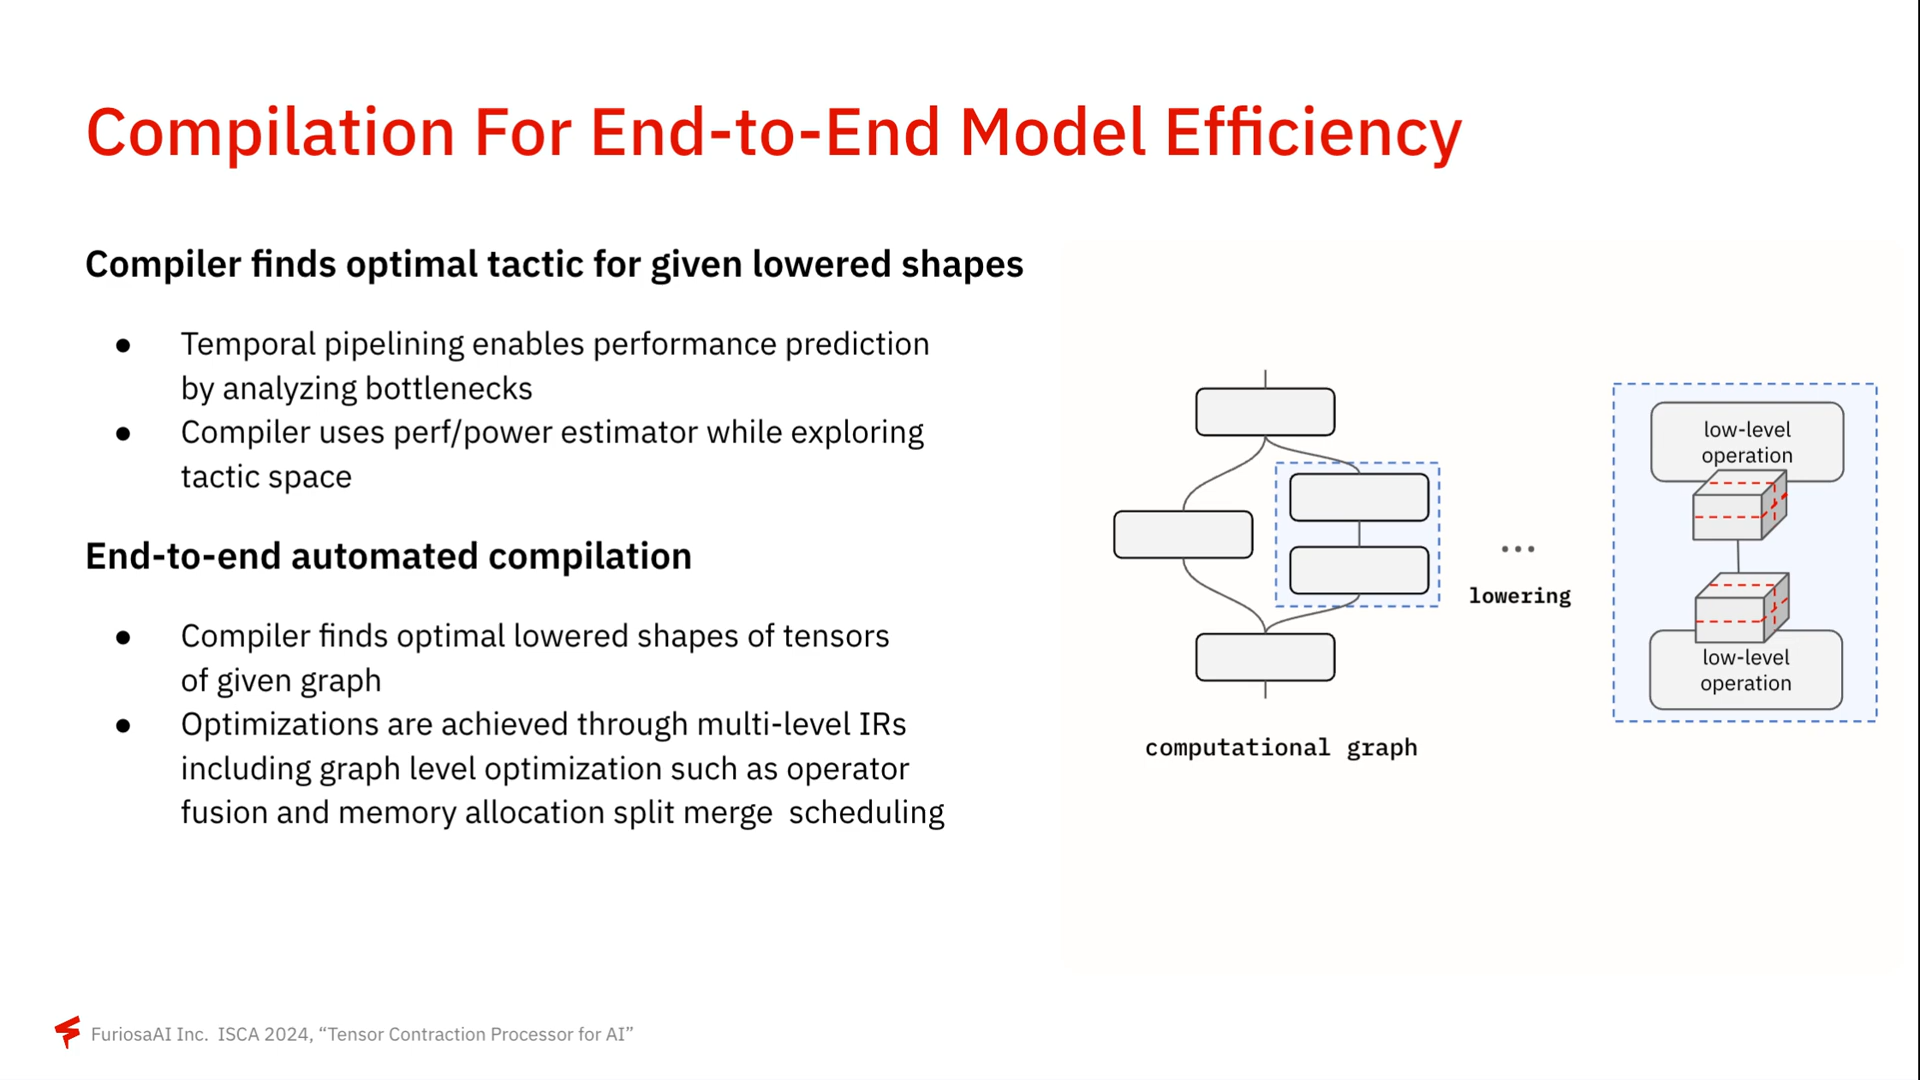 Compilation For End-to-End Model Efficiency
Compiler finds optimal tactic for given lowered shapes
● Temporal pipelining enables performance prediction
by analyzing bottlenecks
● Compiler uses perf/power estimator while exploring
tactic space
End-to-end automated compilation
● Compiler finds optimal lowered shapes of tensors
of given graph
● Optimizations are achieved through multi-level IRs
including graph level optimization such as operator
fusion and memory allocation split merge  scheduling
computational graph
...
lowering
low-level
operation
low-level
operation
FuriosaAI Inc.  ISCA 2024, “Tensor Contraction Processor for AI”